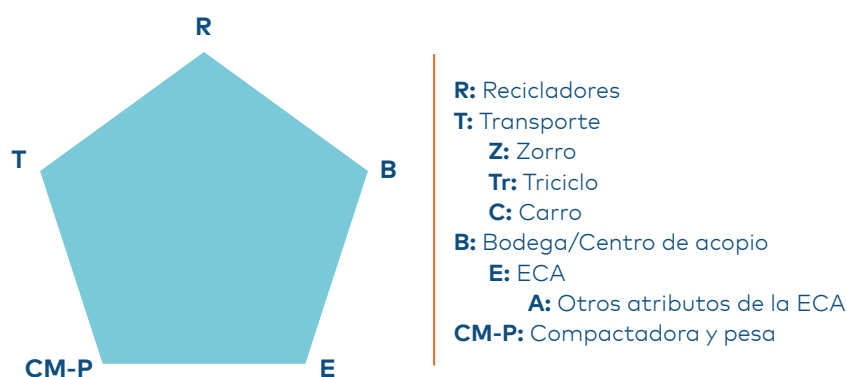 R
T
B
CM-P
E
R: Recicladores
T: Transporte
Z: Zorro
Tr: Triciclo
C: Carro
B: Bodega/Centro de acopio
E: ECA
A: Otros atributos de la ECA
CM-P: Compactadora y pesa